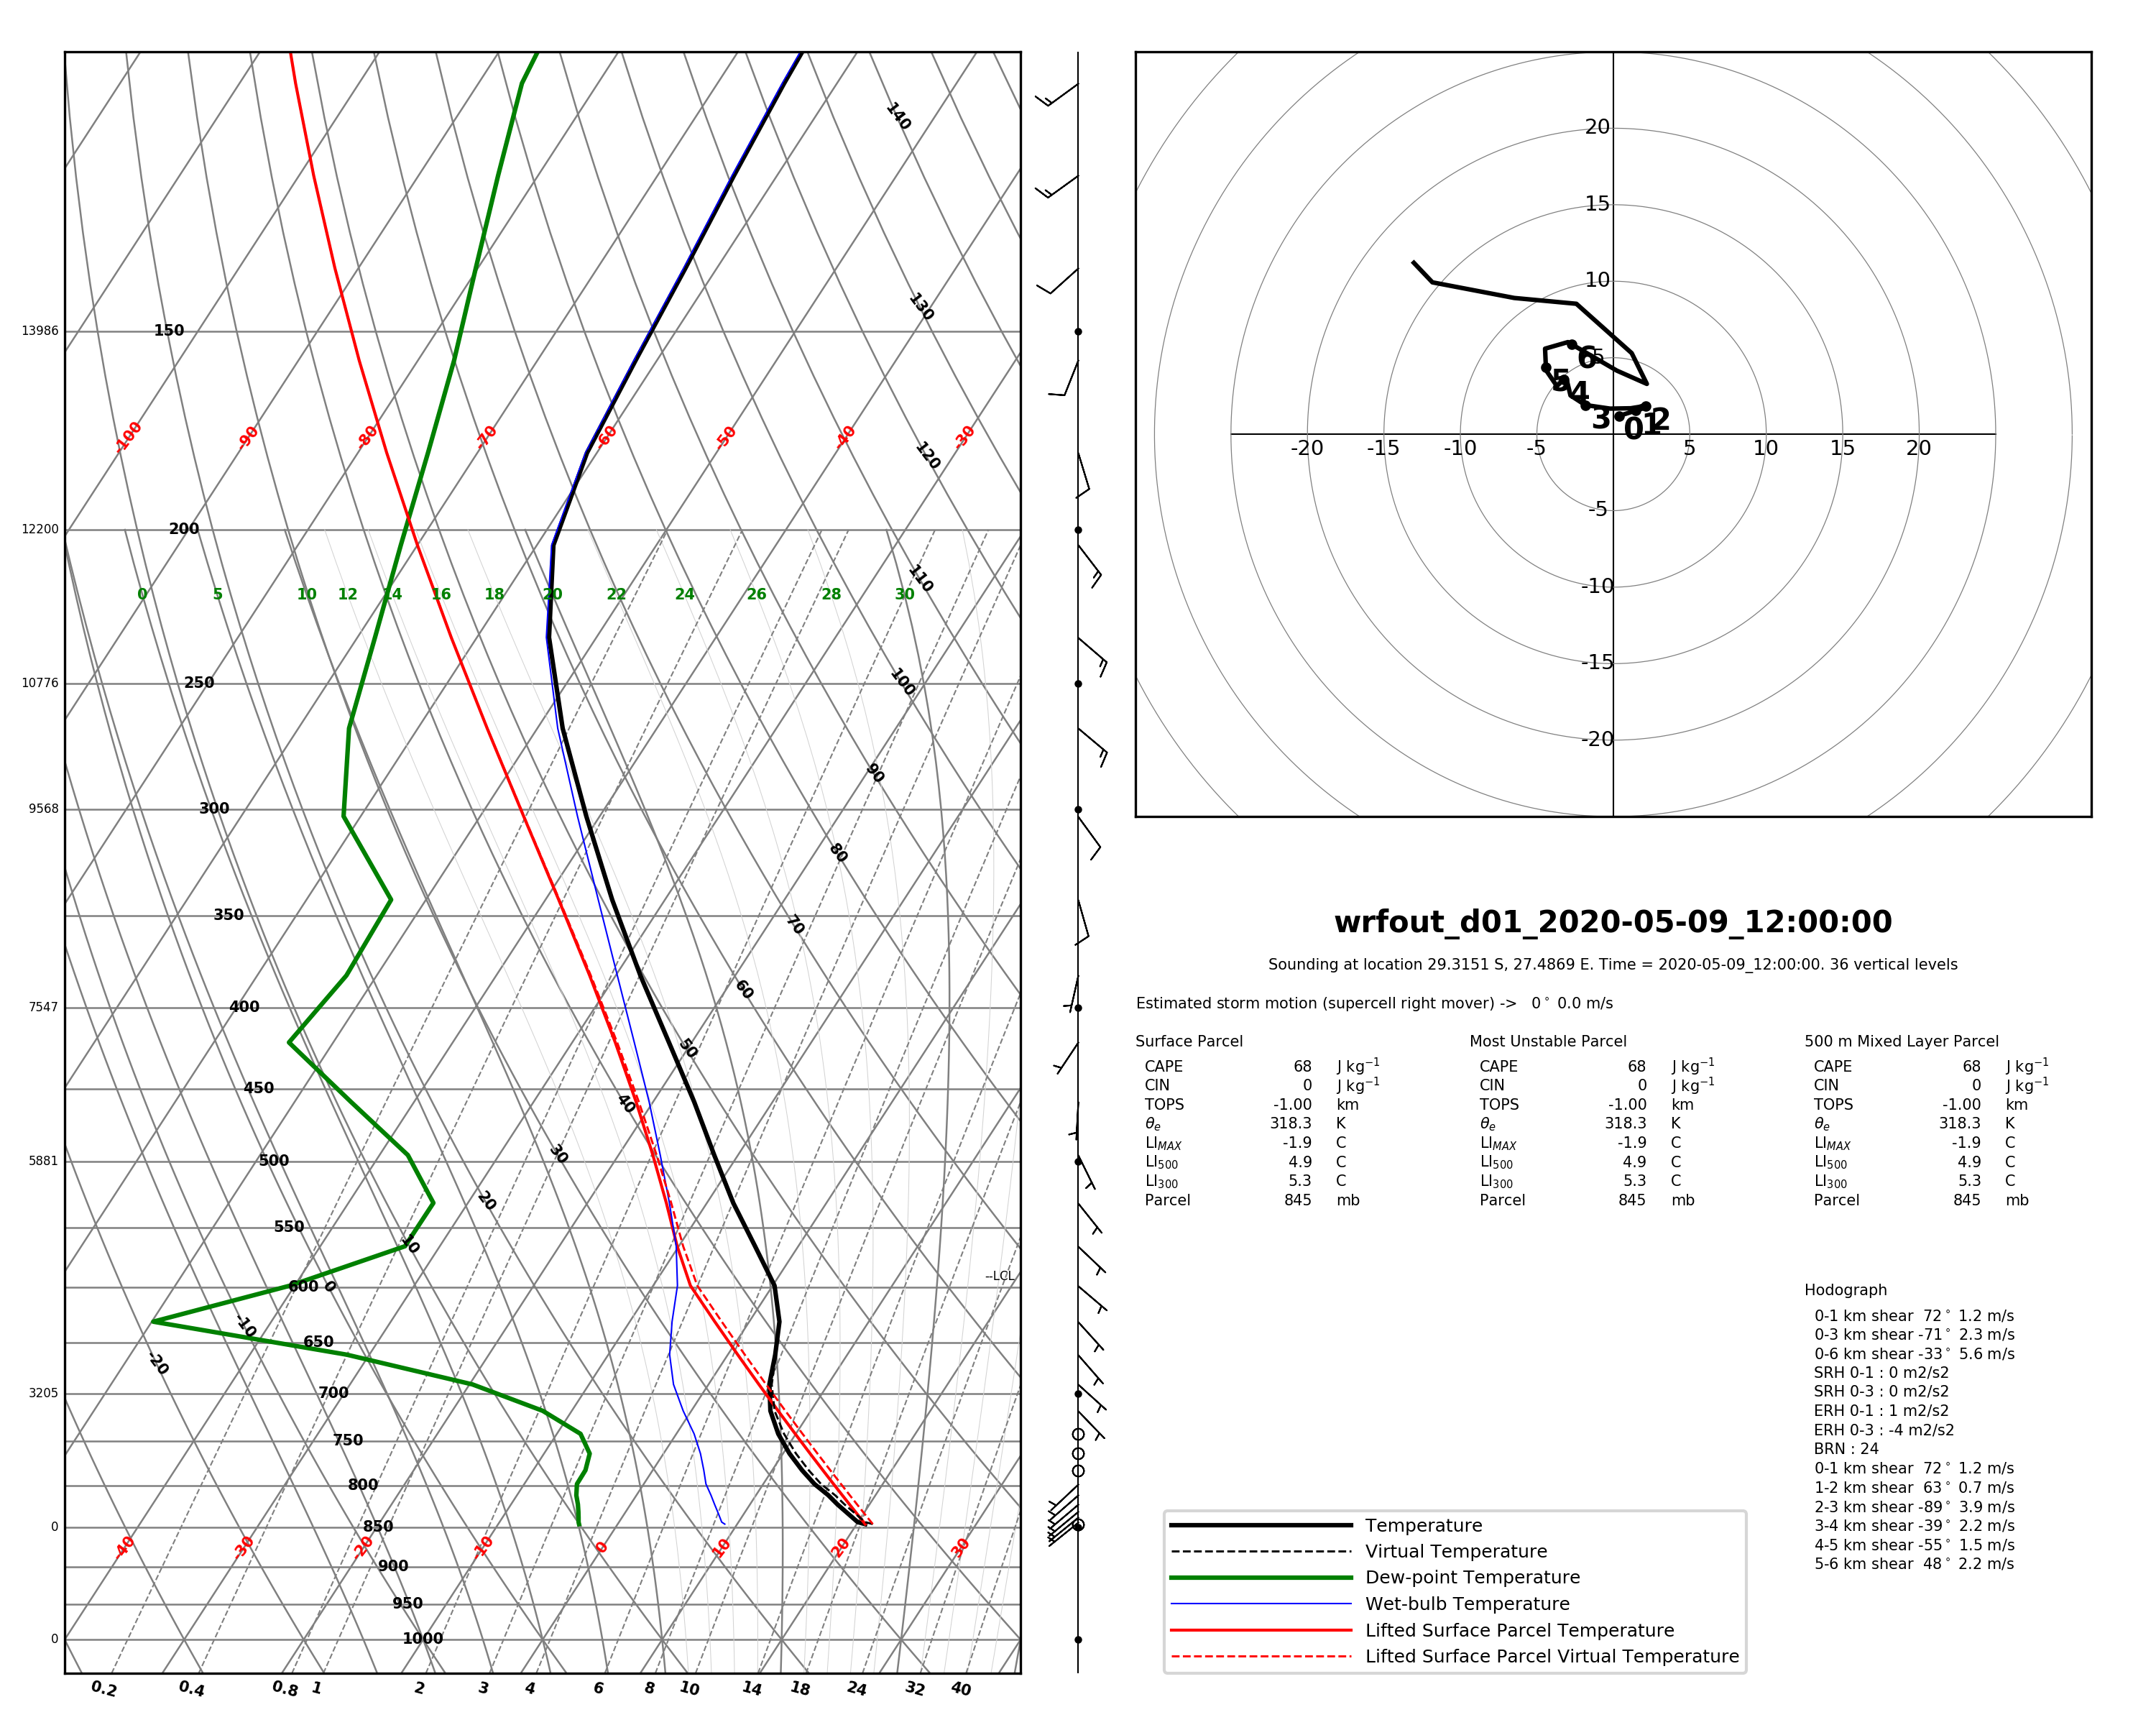 140
13986 150
130
-100 -90 -80 -70 -60 -50 -40 -30
120
12200 200
110
0 5 10 12 14 16 18 20 22 24 26 28 30
10776 250
100
90
9568 300
80
350
70
7547 400
60
50
450
40
5881 500
30
20
550
10
600 0
--LCL
-10
650
-20
3205 700
750
800
0 850
-40 -30 -20 -10 0 10 20 30
900
950
0 1000
0.2 0.4 0.8 1 2 3 4 6 8 10 14 18 24 32 40
20
15
10
5
6
5
4
3
0
1
2
-20 -15 -10 -5 5 10 15 20
-5
-10
-15
-20
wrfout_d01_2020-05-09_12:00:00
Sounding at location 29.3151 S, 27.4869 E. Time = 2020-05-09_12:00:00. 36 vertical levels
Estimated storm motion (supercell right mover) -> 0° 0.0 m/s
Surface Parcel
CAPE 68 J kg⁻¹
CIN 0 J kg⁻¹
TOPS -1.00 km
θe 318.3 K
LIMAX -1.9 C
LI500 4.9 C
LI300 5.3 C
Parcel 845 mb
Most Unstable Parcel
CAPE 68 J kg⁻¹
CIN 0 J kg⁻¹
TOPS -1.00 km
θe 318.3 K
LIMAX -1.9 C
LI500 4.9 C
LI300 5.3 C
Parcel 845 mb
500 m Mixed Layer Parcel
CAPE 68 J kg⁻¹
CIN 0 J kg⁻¹
TOPS -1.00 km
θe 318.3 K
LIMAX -1.9 C
LI500 4.9 C
LI300 5.3 C
Parcel 845 mb
Hodograph
0-1 km shear 72° 1.2 m/s
0-3 km shear -71° 2.3 m/s
0-6 km shear -33° 5.6 m/s
SRH 0-1 : 0 m2/s2
SRH 0-3 : 0 m2/s2
ERH 0-1 : 1 m2/s2
ERH 0-3 : -4 m2/s2
BRN : 24
0-1 km shear 72° 1.2 m/s
1-2 km shear 63° 0.7 m/s
2-3 km shear -89° 3.9 m/s
3-4 km shear -39° 2.2 m/s
4-5 km shear -55° 1.5 m/s
5-6 km shear 48° 2.2 m/s
Temperature
Virtual Temperature
Dew-point Temperature
Wet-bulb Temperature
Lifted Surface Parcel Temperature
Lifted Surface Parcel Virtual Temperature